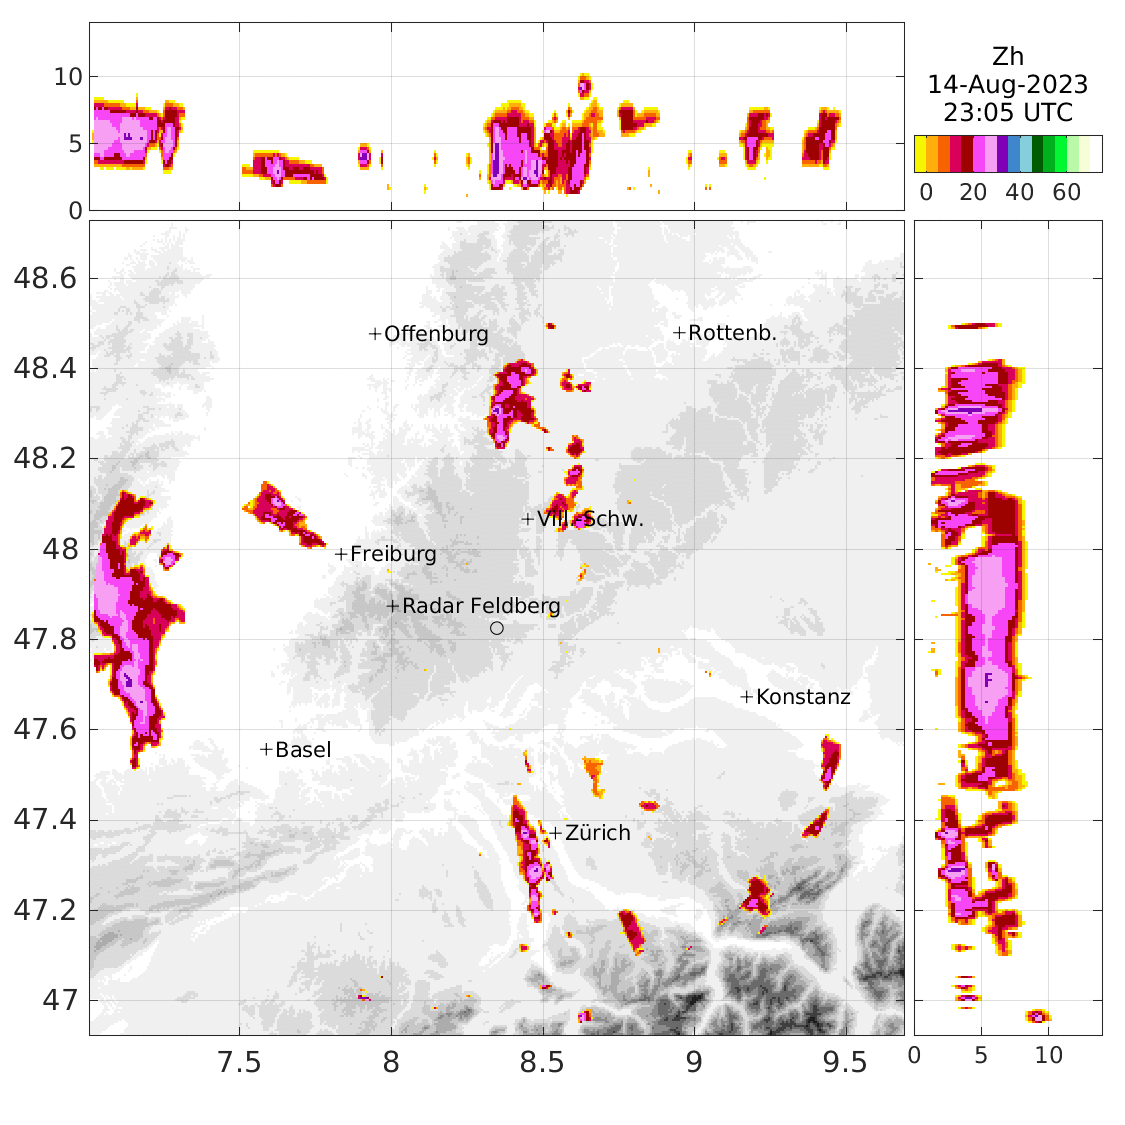 Zh
14-Aug-2023
23:05 UTC
0 20 40 60
10
5
0
48.6
48.4
48.2
48
47.8
47.6
47.4
47.2
47
+Offenburg
+Rottenb.
+Vill.-Schw.
+Freiburg
+Radar Feldberg
+Konstanz
+Basel
+Zürich
7.5 8 8.5 9 9.5
0 5 10